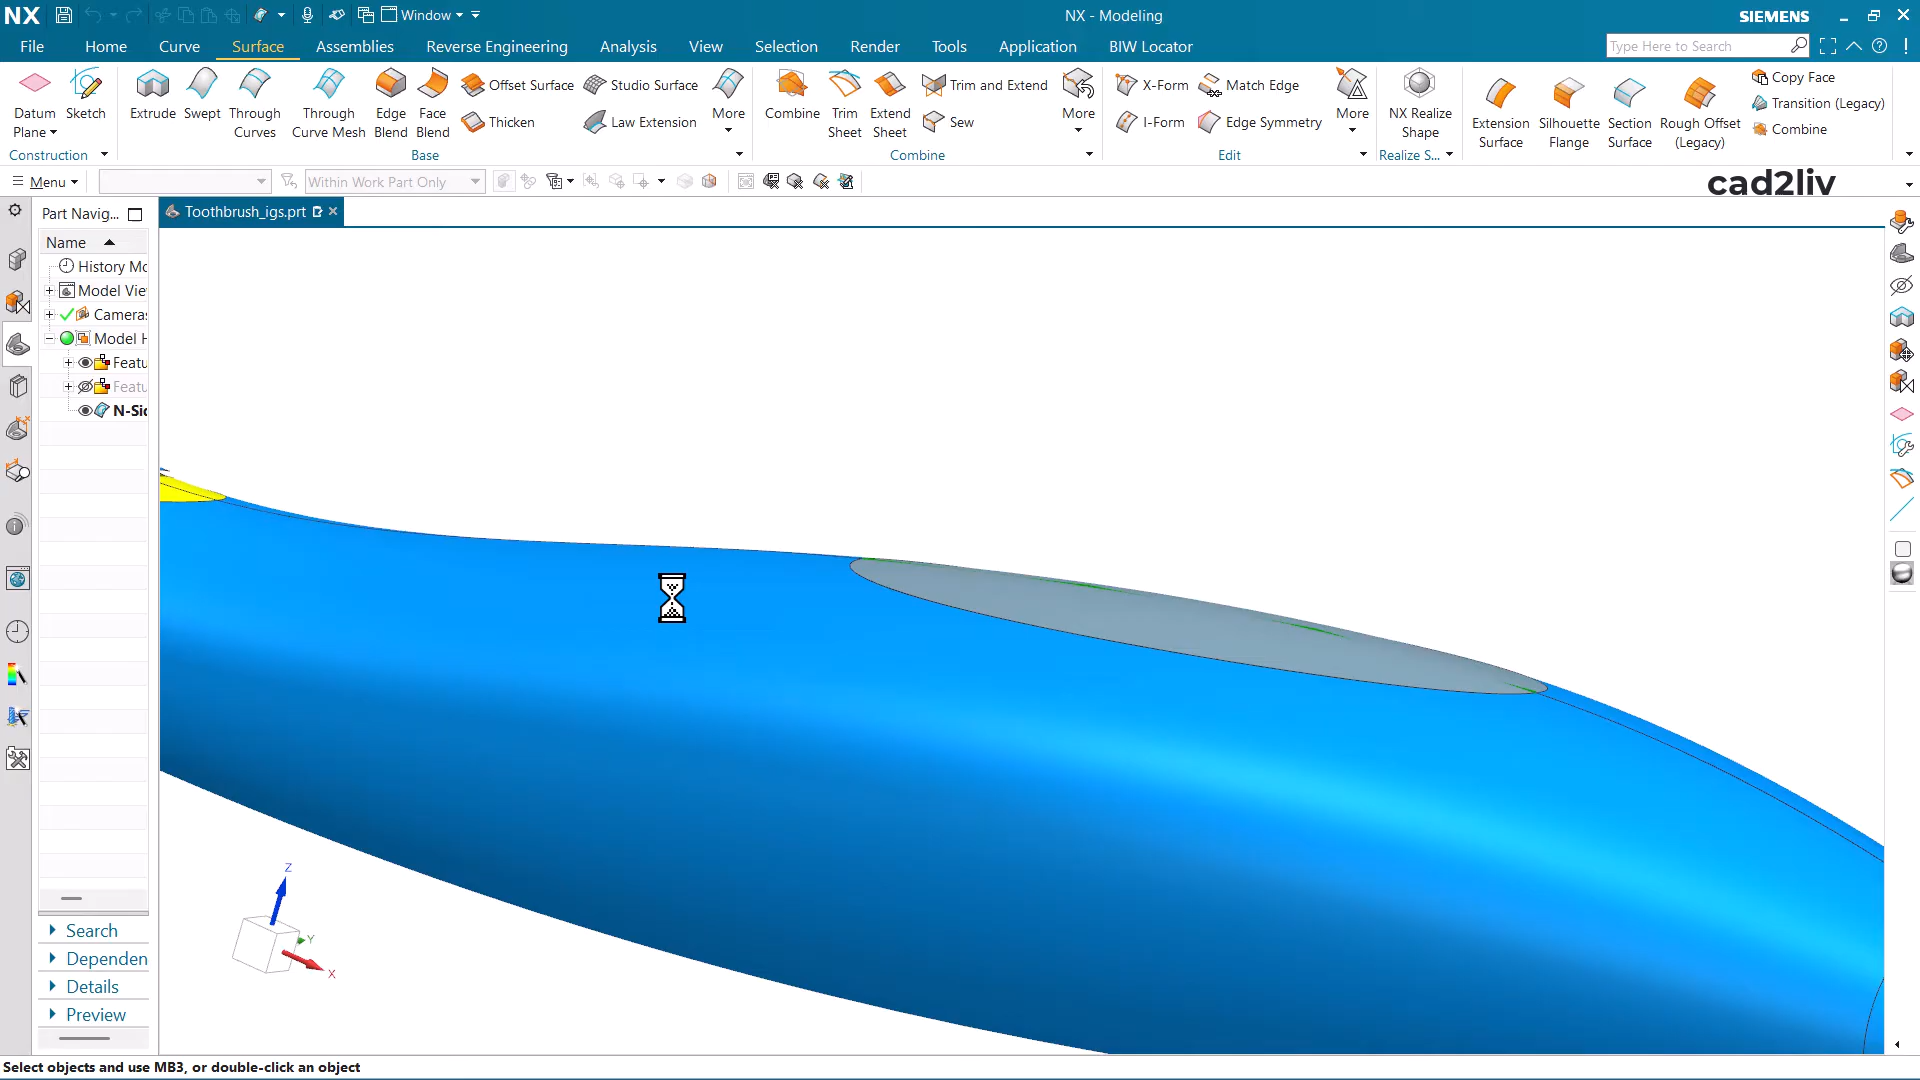 NX Window NX - Modeling SIEMENS
File Home Curve Surface Assemblies Reverse Engineering Analysis View Selection Render Tools Application BIW Locator Type Here to Search
Datum Plane Sketch Extrude Swept Through Curves Through Curve Mesh Edge Blend Face Blend Offset Surface Thicken Studio Surface Law Extension More
Combine Trim Sheet Extend Sheet Trim and Extend Sew More
X-Form I-Form Match Edge Edge Symmetry More
NX Realize Shape
Extension Surface Silhouette Flange Section Surface Rough Offset (Legacy) Copy Face Transition (Legacy) Combine
Construction Base Combine Edit Realize S...
Menu Within Work Part Only cad2liv
Part Navig... Toothbrush_igs.prt
Name
History Mo
Model Vie
Cameras
Model H
Featu
Featu
N-Sid
Z
Y
X
Search
Dependen
Details
Preview
Select objects and use MB3, or double-click an object